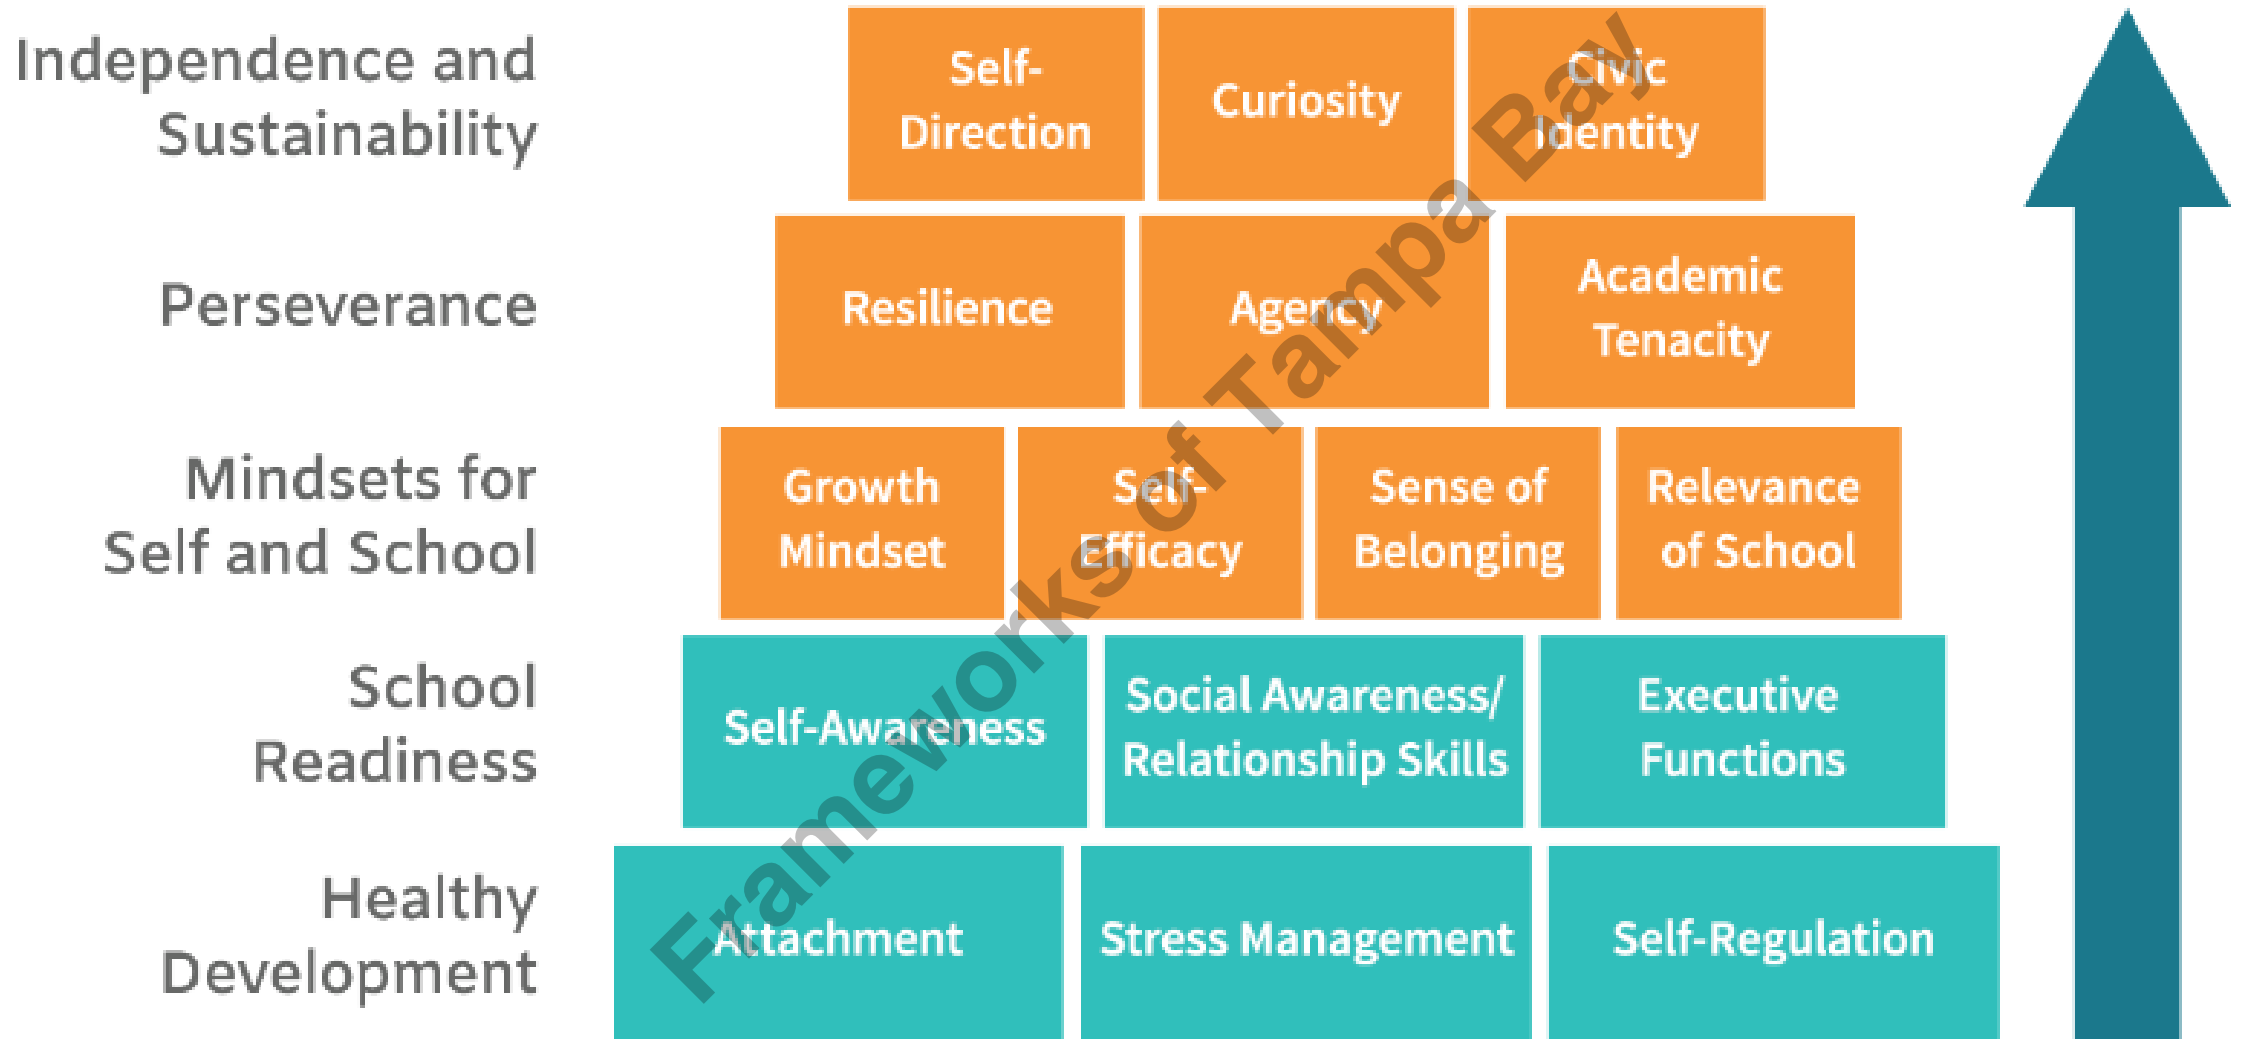 Independence and
Sustainability
Self-
Direction
Curiosity
Civic
Identity
Perseverance
Resilience
Agency
Academic
Tenacity
Mindsets for
Self and School
Growth
Mindset
Self-
Efficacy
Sense of
Belonging
Relevance
of School
School
Readiness
Self-Awareness
Social Awareness/
Relationship Skills
Executive
Functions
Healthy
Development
Attachment
Stress Management
Self-Regulation
Frameworks of Tampa Bay